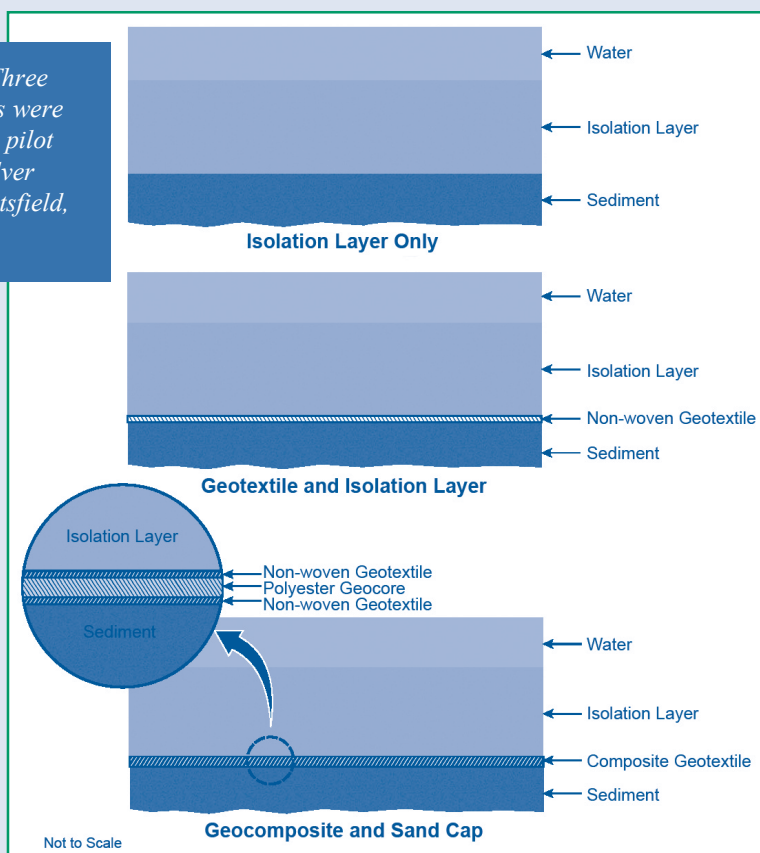 Three
s were
pilot
lver
tsfield,
Water
Isolation Layer
Sediment
Isolation Layer Only
Water
Isolation Layer
Non-woven Geotextile
Sediment
Geotextile and Isolation Layer
Isolation Layer
Non-woven Geotextile
Polyester Geocore
Non-woven Geotextile
Sediment
Water
Isolation Layer
Composite Geotextile
Sediment
Geocomposite and Sand Cap
Not to Scale